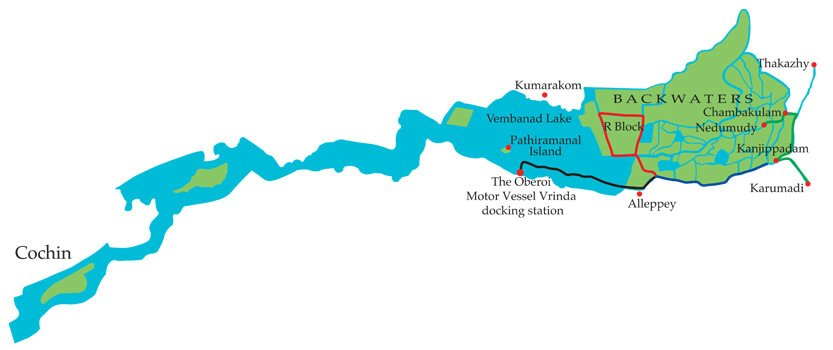 Thakazhy
Kumarakom
BACKWATERS
Chambakulam
Vembanad Lake
R Block
Nedumudy
Pathiramanal
Island
Kanjippadam
The Oberoi
Motor Vessel Vrinda
docking station
Karumadi
Alleppey
Cochin